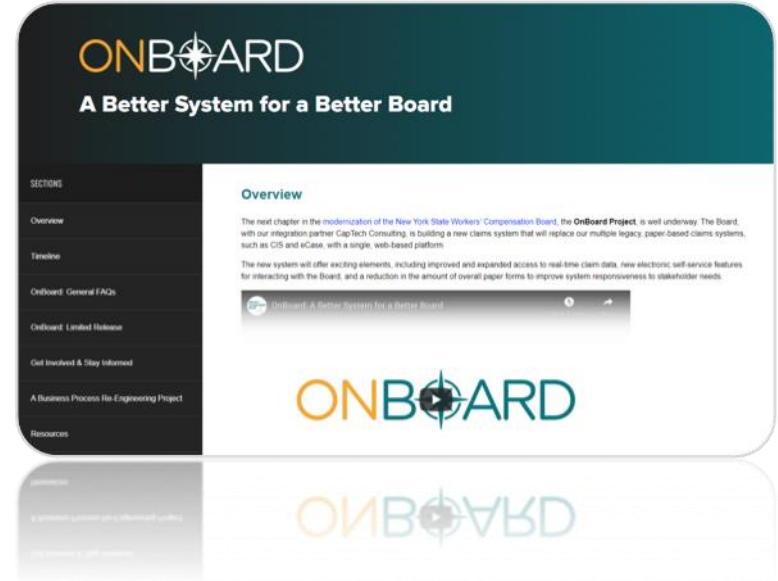 ONBOARD
A Better System for a Better Board
SECTIONS
Overview
Timeline
OnBoard: General FAQs
OnBoard: Limited Release
Get Involved & Stay Informed
A Business Process Re-Engineering Project
Resources
Overview
The next chapter in the modernization of the New York State Workers' Compensation Board, the OnBoard Project, is well underway. The Board,
with our integration partner CapTech Consulting, is building a new claims system that will replace our multiple legacy, paper-based claims systems,
such as CIS and eCase, with a single, web-based platform.
The new system will offer exciting elements, including improved and expanded access to real-time claim data, new electronic self-service features
for interacting with the Board, and a reduction in the amount of overall paper forms to improve system responsiveness to stakeholder needs.
OnBoard: A Better System for a Better Board
ONBOARD